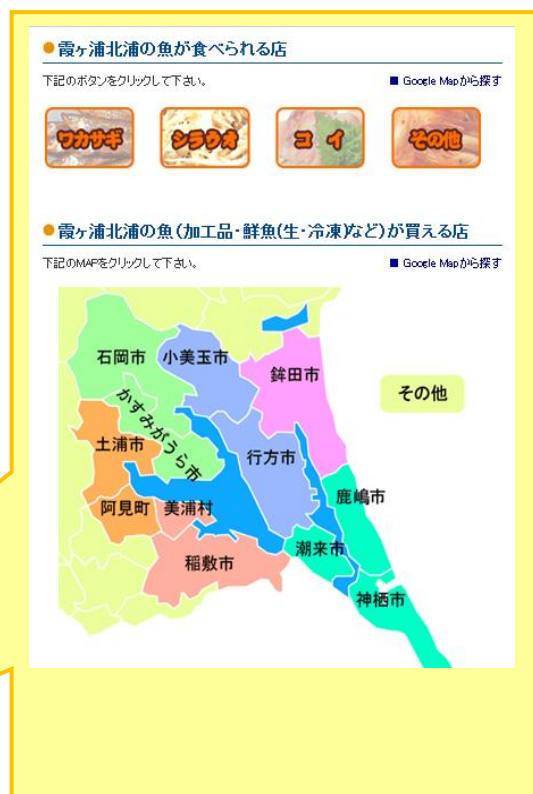 ●霞ヶ浦北浦の魚が食べられる店
下記のボタンをクリックして下さい。 ■ Google Mapから探す
ワカサギ シラウオ コイ その他
●霞ヶ浦北浦の魚(加工品・鮮魚(生・冷凍)など)が買える店
下記のMAPをクリックして下さい。 ■ Google Mapから探す
石岡市 小美玉市
鉾田市
その他
かすみがうら市
土浦市
行方市
鹿嶋市
阿見町 美浦村
潮来市
稲敷市
神栖市